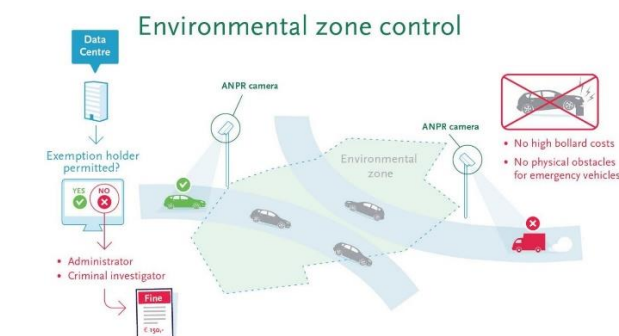 Environmental zone control
Data
Centre
ANPR camera
ANPR camera
Exemption holder
permitted?
YES
NO
Environmental
zone
• No high bollard costs
• No physical obstacles
for emergency vehicles
• Administrator
• Criminal investigator
Fine
€ 150,-